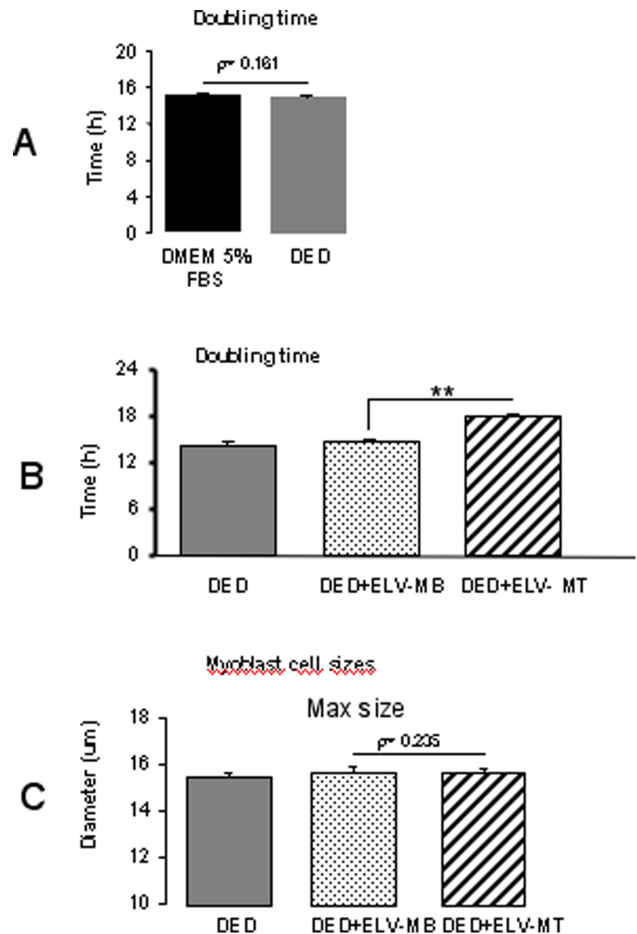 Doubling time
20
16
12
8
4
0
Time (h)
p= 0.161
A
DMEM 5% FBS
DED
Doubling time
24
18
12
6
0
Time (h)
**
B
DED
DED+ELV-MB
DED+ELV- MT
Myoblast cell sizes
Max size
18
16
14
12
10
Diameter (um)
p= 0.235
C
DED
DED+ELV-MB
DED+ELV-MT